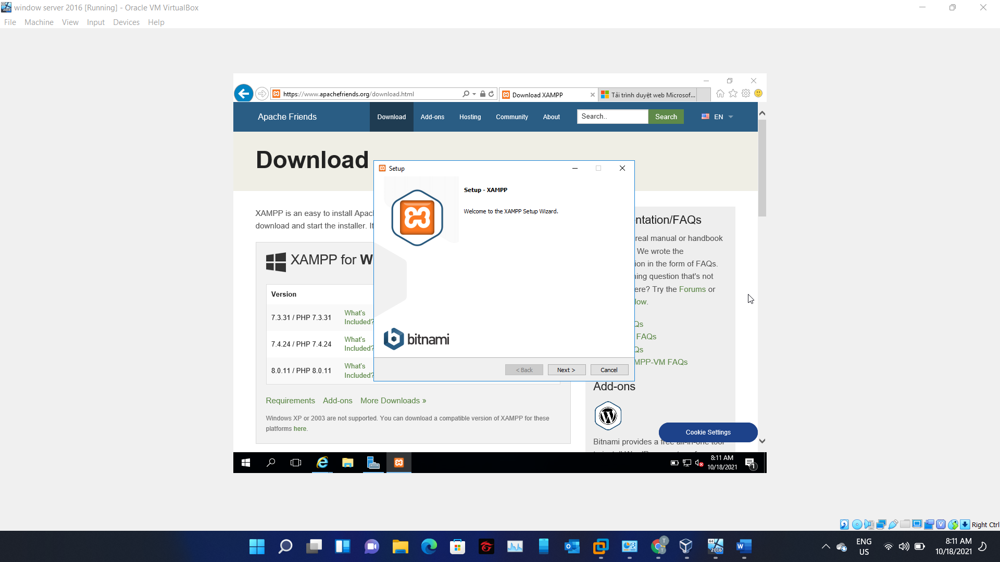 window server 2016 [Running] - Oracle VM VirtualBox
File Machine View Input Devices Help
https://www.apachefriends.org/download.html
Download XAMPP
Tải trình duyệt web Microsof...
Apache Friends
Download
Add-ons
Hosting
Community
About
Search..
Search
EN
Download
Setup
Setup - XAMPP
Welcome to the XAMPP Setup Wizard.
bitnami
< Back
Next >
Cancel
XAMPP is an easy to install Apac
download and start the installer. It
XAMPP for W
Version
7.3.31 / PHP 7.3.31
What's
Included?
7.4.24 / PHP 7.4.24
What's
Included?
8.0.11 / PHP 8.0.11
What's
Included?
Requirements Add-ons More Downloads »
Windows XP or 2003 are not supported. You can download a compatible version of XAMPP for these
platforms here.
ntation/FAQs
real manual or handbook
We wrote the
ion in the form of FAQs.
ing question that's not
ere? Try the Forums or
low.
Qs
FAQs
Qs
MPP-VM FAQs
Add-ons
Bitnami provides a free all-in-one tool
Cookie Settings
8:11 AM
10/18/2021
1
Right Ctrl
64
2016
ENG
US
8:11 AM
10/18/2021